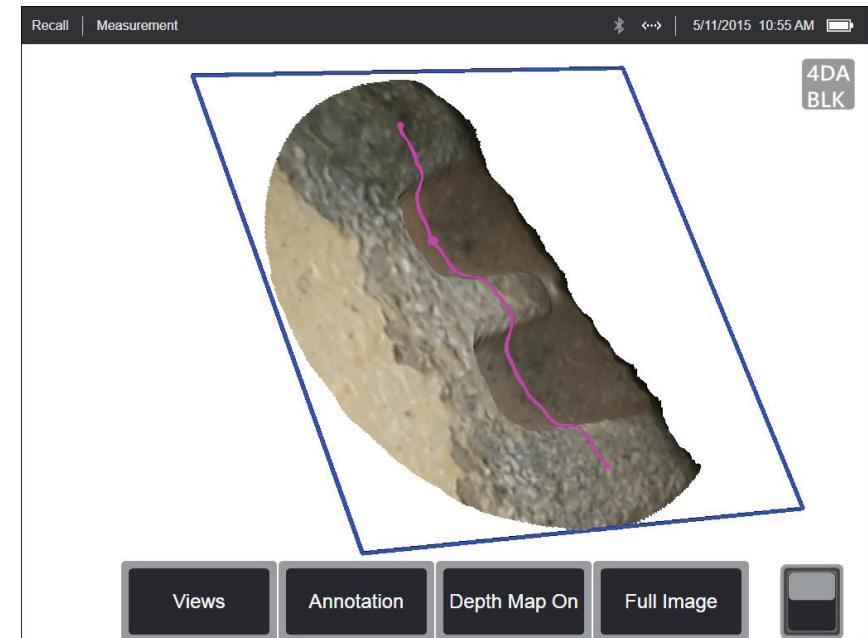 Recall | Measurement 5/11/2015 10:55 AM
4DA
BLK
Views Annotation Depth Map On Full Image